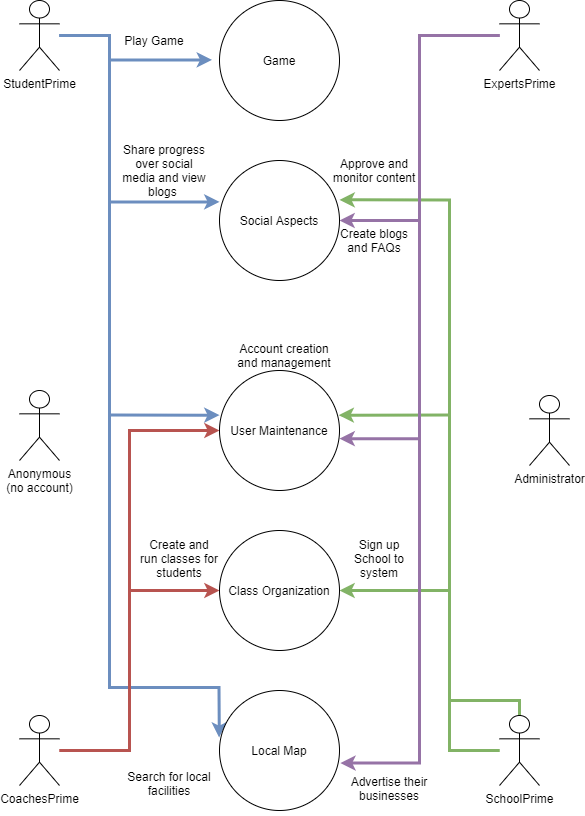 Play Game
Game
StudentPrime
ExpertsPrime
Share progress
over social
media and view
blogs
Approve and
monitor content
Social Aspects
Create blogs
and FAQs
Account creation
and management
User Maintenance
Anonymous
(no account)
Administrator
Create and
run classes for
students
Sign up
School to
system
Class Organization
Local Map
Search for local
facilities
Advertise their
businesses
CoachesPrime
SchoolPrime